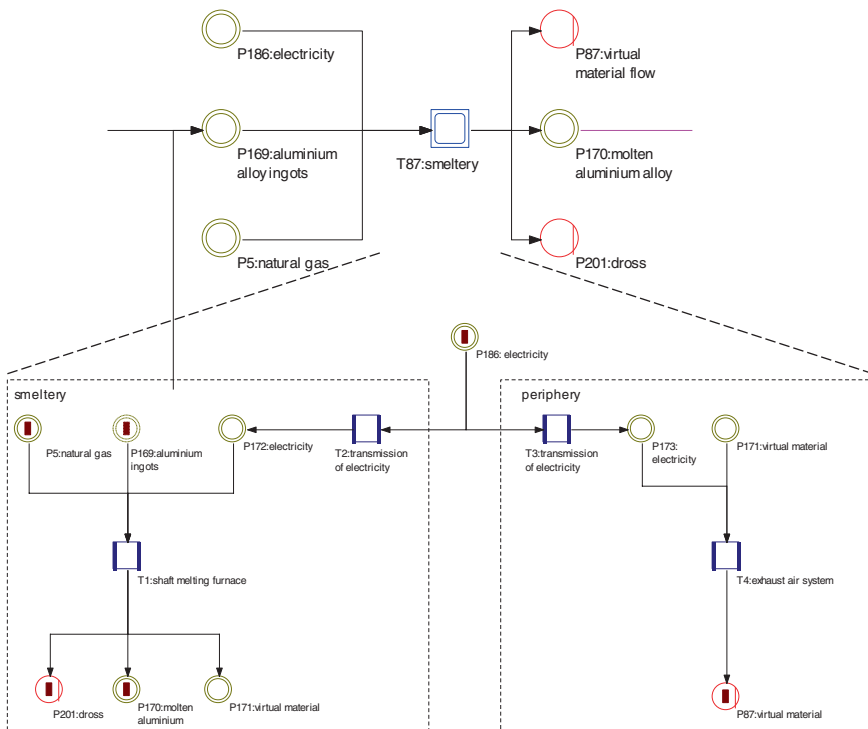 P186:electricity
P87:virtual
material flow
P169:aluminium
alloy ingots
T87:smeltery
P170:molten
aluminium alloy
P5:natural gas
P201:dross
P186: electricity
smeltery
periphery
P5:natural gas
P169:aluminium
ingots
P172:electricity
T2:transmission
of electricity
T3:transmission
of electricity
P173:
electricity
P171:virtual material
T1:shaft melting furnace
T4:exhaust air system
P201:dross
P170:molten
aluminium
P171:virtual material
P87:virtual material